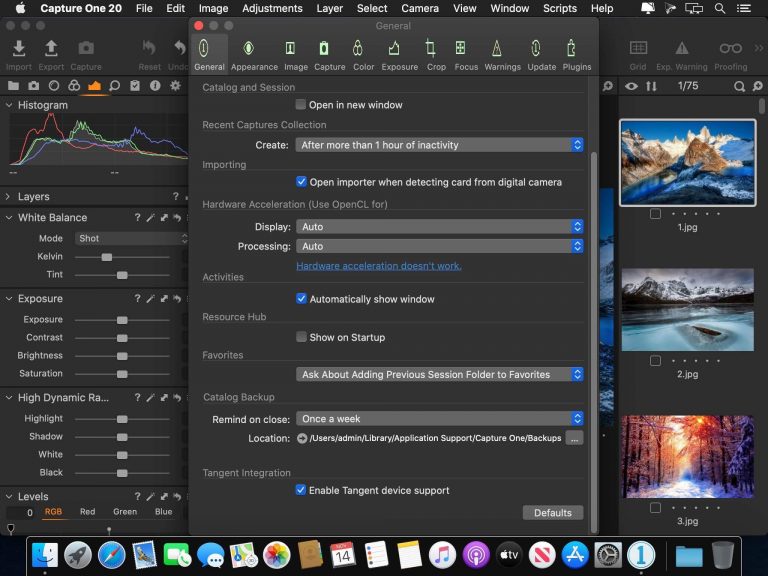 Capture One 20 File Edit Image Adjustments Layer Select Camera View Window Scripts Help
General
Import Export Capture Reset Undo
General Appearance Image Capture Color Exposure Crop Focus Warnings Update Plugins
Grid Exp. Warning Proofing
1/75
Histogram
-- --
Layers ?
White Balance ?
Mode Shot
Kelvin
Tint
Exposure ?
Exposure
Contrast
Brightness
Saturation
High Dynamic Ra... ?
Highlight
Shadow
White
Black
Levels ?
0 RGB Red Green Blue
Catalog and Session
Open in new window
Recent Captures Collection
Create: After more than 1 hour of inactivity
Importing
Open importer when detecting card from digital camera
Hardware Acceleration (Use OpenCL for)
Display: Auto
Processing: Auto
Hardware acceleration doesn't work.
Activities
Automatically show window
Resource Hub
Show on Startup
Favorites
Ask About Adding Previous Session Folder to Favorites
Catalog Backup
Remind on close: Once a week
Location: /Users/admin/Library/Application Support/Capture One/Backups ...
Tangent Integration
Enable Tangent device support
Defaults
1.jpg
2.jpg
3.jpg
NOV
14
tv
1